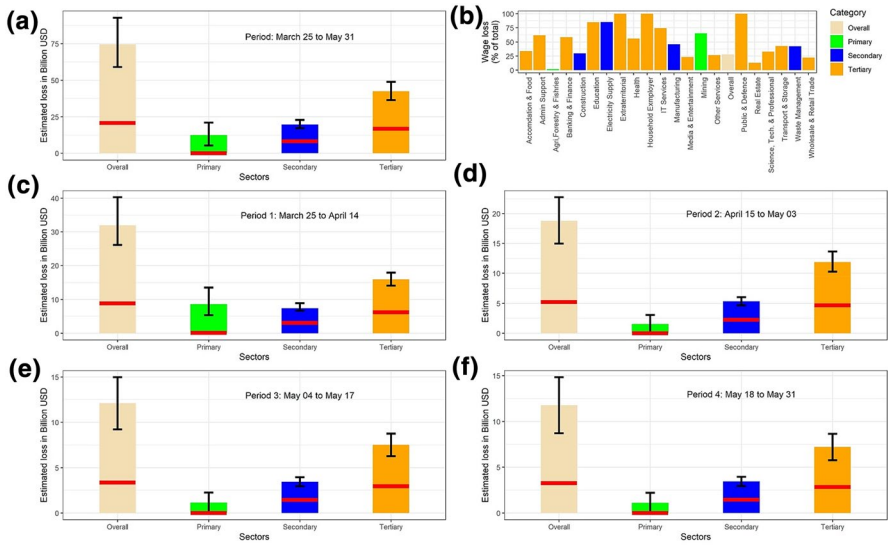 (a)
Period: March 25 to May 31
Estimated loss in Billion USD
75
50
25
0
Overall
Primary
Secondary
Tertiary
Sectors
(b)
Wage loss
(% of total)
100
75
50
25
0
Accomdation & Food
Admin Support
Agri,Forestry & Fishries
Banking & Finance
Construction
Education
Electricity Supply
Extraterritorial
Health
Household Exmployer
IT Services
Manufacturing
Media & Entertainment
Mining
Other Services
Overall
Public & Defence
Real Estate
Science, Tech. & Professional
Transport & Storage
Waste Management
Wholesale & Retail Trade
Category
Overall
Primary
Secondary
Tertiary
(c)
Period 1: March 25 to April 14
Estimated loss in Billion USD
40
30
20
10
0
Overall
Primary
Secondary
Tertiary
Sectors
(d)
Period 2: April 15 to May 03
Estimated loss in Billion USD
20
15
10
5
0
Overall
Primary
Secondary
Tertiary
Sectors
(e)
Period 3: May 04 to May 17
Estimated loss in Billion USD
15
10
5
0
Overall
Primary
Secondary
Tertiary
Sectors
(f)
Period 4: May 18 to May 31
Estimated loss in Billion USD
15
10
5
0
Overall
Primary
Secondary
Tertiary
Sectors